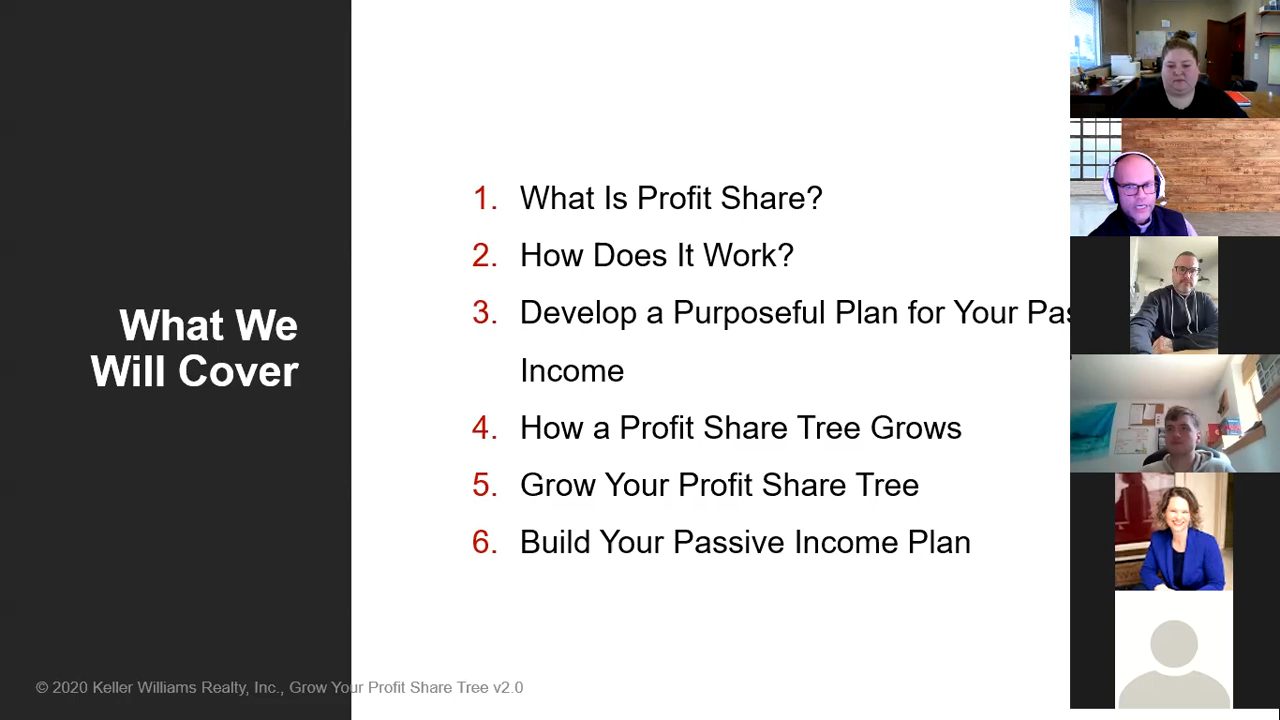 What We
Will Cover
1. What Is Profit Share?
2. How Does It Work?
3. Develop a Purposeful Plan for Your
Income
4. How a Profit Share Tree Grows
5. Grow Your Profit Share Tree
6. Build Your Passive Income Plan
© 2020 Keller Williams Realty, Inc., Grow Your Profit Share Tree v2.0